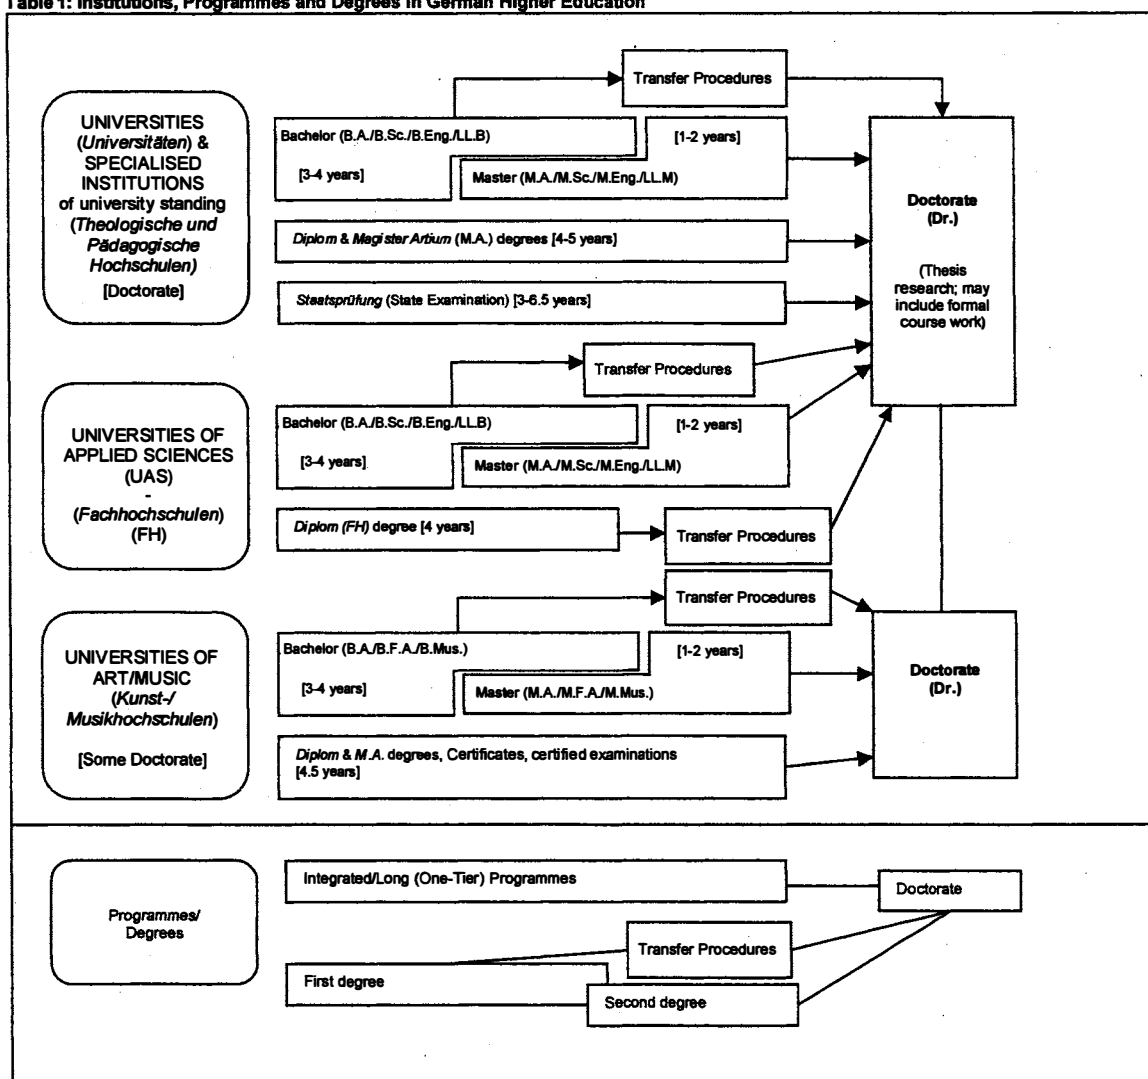 Table 1: Institutions, Programmes and Degrees in German Higher Education
UNIVERSITIES
(Universitäten) &
SPECIALISED
INSTITUTIONS
of university standing
(Theologische und
Pädagogische
Hochschulen)
[Doctorate]
Transfer Procedures
Bachelor (B.A./B.Sc./B.Eng./LL.B)
[3-4 years]
[1-2 years]
Master (M.A./M.Sc./M.Eng./LL.M)
Diplom & Magister Artium (M.A.) degrees [4-5 years]
Staatsprüfung (State Examination) [3-6.5 years]
Doctorate
(Dr.)
(Thesis
research; may
include formal
course work)
UNIVERSITIES OF
APPLIED SCIENCES
(UAS)
-
(Fachhochschulen)
(FH)
Transfer Procedures
Bachelor (B.A./B.Sc./B.Eng./LL.B)
[3-4 years]
[1-2 years]
Master (M.A./M.Sc./M.Eng./LL.M)
Diplom (FH) degree [4 years]
Transfer Procedures
UNIVERSITIES OF
ART/MUSIC
(Kunst-/
Musikhochschulen)
[Some Doctorate]
Transfer Procedures
Bachelor (B.A./B.F.A./B.Mus.)
[3-4 years]
[1-2 years]
Master (M.A./M.F.A./M.Mus.)
Diplom & M.A. degrees, Certificates, certified examinations
[4.5 years]
Doctorate
(Dr.)
Programmes/
Degrees
Integrated/Long (One-Tier) Programmes
Doctorate
Transfer Procedures
First degree
Second degree